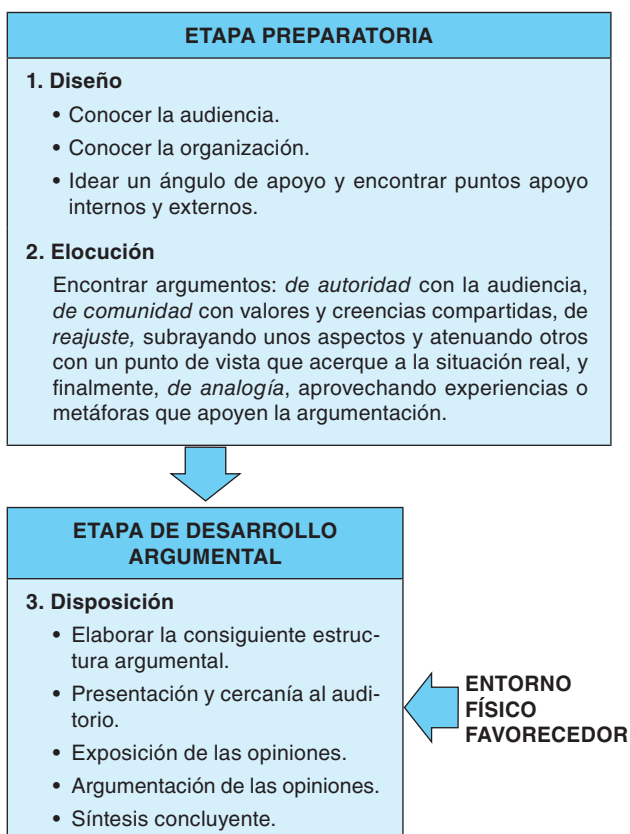 ETAPA PREPARATORIA
1. Diseño
• Conocer la audiencia.
• Conocer la organización.
• Idear un ángulo de apoyo y encontrar puntos apoyo
internos y externos.
2. Elocución
Encontrar argumentos: de autoridad con la audiencia,
de comunidad con valores y creencias compartidas, de
reajuste, subrayando unos aspectos y atenuando otros
con un punto de vista que acerque a la situación real, y
finalmente, de analogía, aprovechando experiencias o
metáforas que apoyen la argumentación.
ETAPA DE DESARROLLO
ARGUMENTAL
3. Disposición
• Elaborar la consiguiente estruc-
tura argumental.
• Presentación y cercanía al audi-
torio.
• Exposición de las opiniones.
• Argumentación de las opiniones.
• Síntesis concluyente.
ENTORNO
FÍSICO
FAVORECEDOR